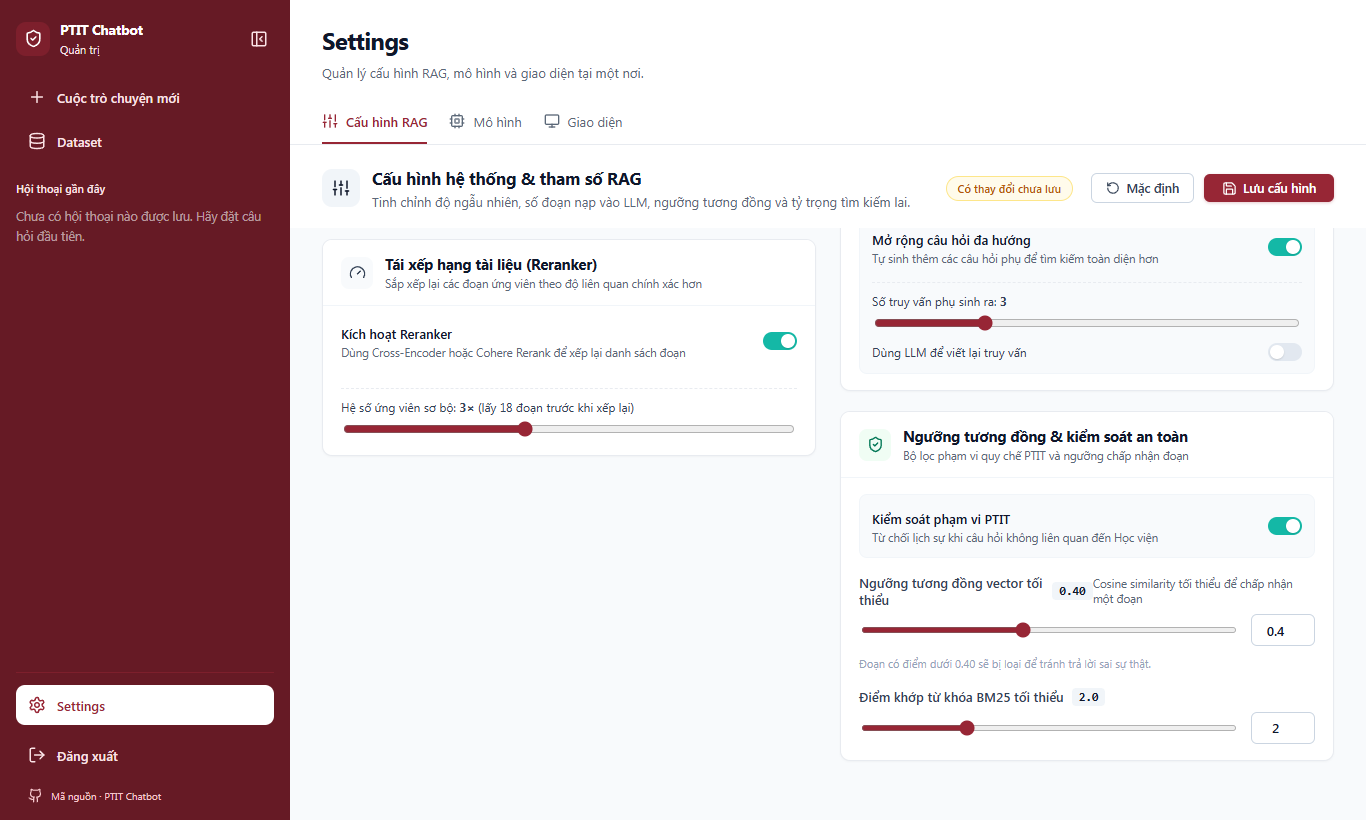 PTIT Chatbot
Quản trị
Cuộc trò chuyện mới
Dataset
Hội thoại gần đây
Chưa có hội thoại nào được lưu. Hãy đặt câu
hỏi đầu tiên.
Settings
Đăng xuất
Mã nguồn · PTIT Chatbot
Settings
Quản lý cấu hình RAG, mô hình và giao diện tại một nơi.
Cấu hình RAG
Mô hình
Giao diện
Cấu hình hệ thống & tham số RAG
Tinh chỉnh độ ngẫu nhiên, số đoạn nạp vào LLM, ngưỡng tương đồng và tỷ trọng tìm kiếm lai.
Có thay đổi chưa lưu
Mặc định
Lưu cấu hình
Tái xếp hạng tài liệu (Reranker)
Sắp xếp lại các đoạn ứng viên theo độ liên quan chính xác hơn
Kích hoạt Reranker
Dùng Cross-Encoder hoặc Cohere Rerank để xếp lại danh sách đoạn
Hệ số ứng viên sơ bộ: 3× (lấy 18 đoạn trước khi xếp lại)
Mở rộng câu hỏi đa hướng
Tự sinh thêm các câu hỏi phụ để tìm kiếm toàn diện hơn
Số truy vấn phụ sinh ra: 3
Dùng LLM để viết lại truy vấn
Ngưỡng tương đồng & kiểm soát an toàn
Bộ lọc phạm vi quy chế PTIT và ngưỡng chấp nhận đoạn
Kiểm soát phạm vi PTIT
Từ chối lịch sự khi câu hỏi không liên quan đến Học viện
Ngưỡng tương đồng vector tối
thiểu
0.40
Cosine similarity tối thiểu để chấp nhận
một đoạn
0.4
Đoạn có điểm dưới 0.40 sẽ bị loại để tránh trả lời sai sự thật.
Điểm khớp từ khóa BM25 tối thiểu 2.0
2